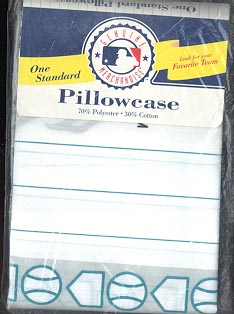 One Standard Pillowcase
GENUINE
MERCHANDISE
One
Standard
Look for your
Favorite Team
Pillowcase
70% Polyester • 30% Cotton